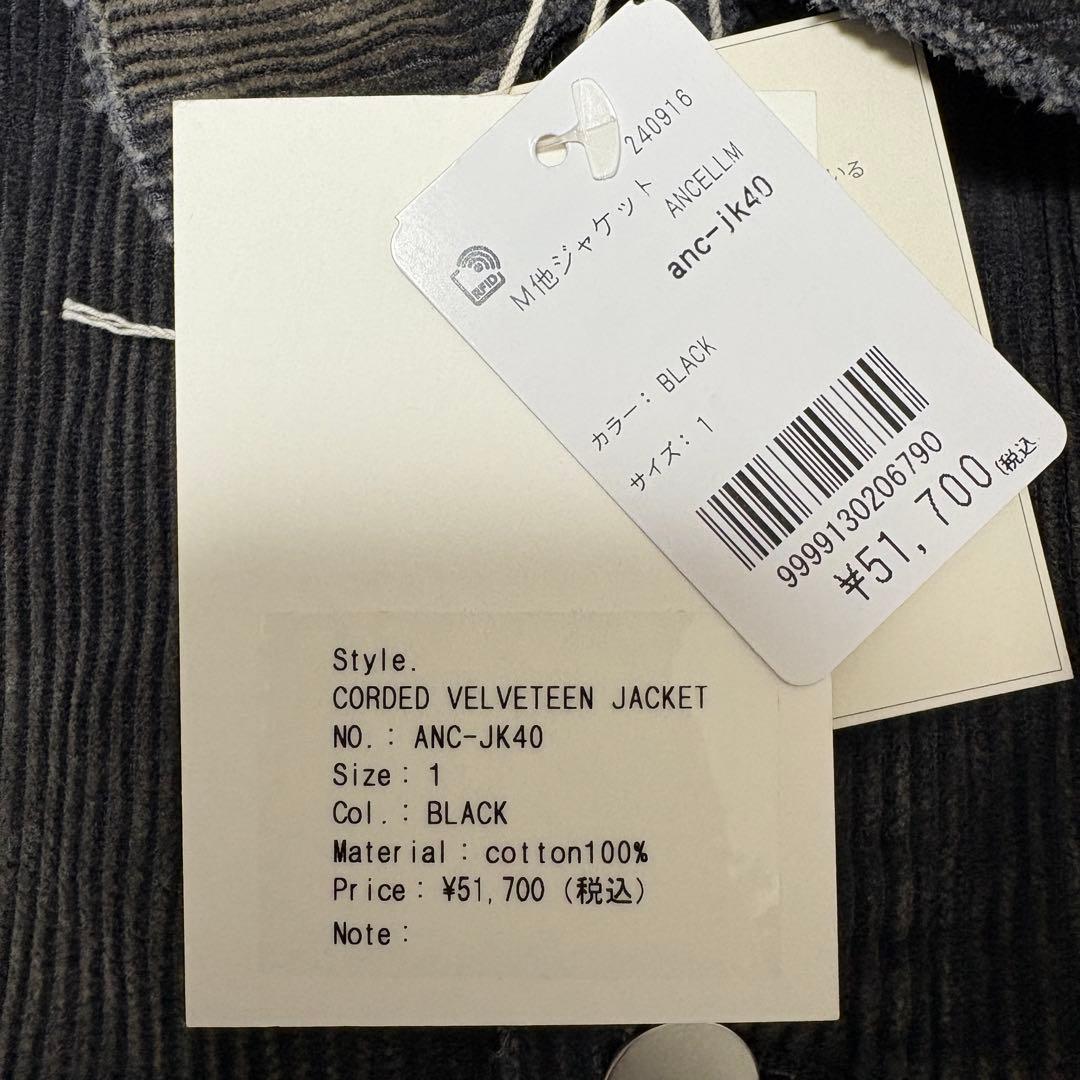 240916
M他ジャケット
ANCELLM
anc-jk40
カラー: BLACK
サイズ: 1
9999130206790
¥51,700(税込
いる
RFID
Style.
CORDED VELVETEEN JACKET
NO.: ANC-JK40
Size: 1
Col.: BLACK
Material: cotton100%
Price: ¥51,700 (税込)
Note: